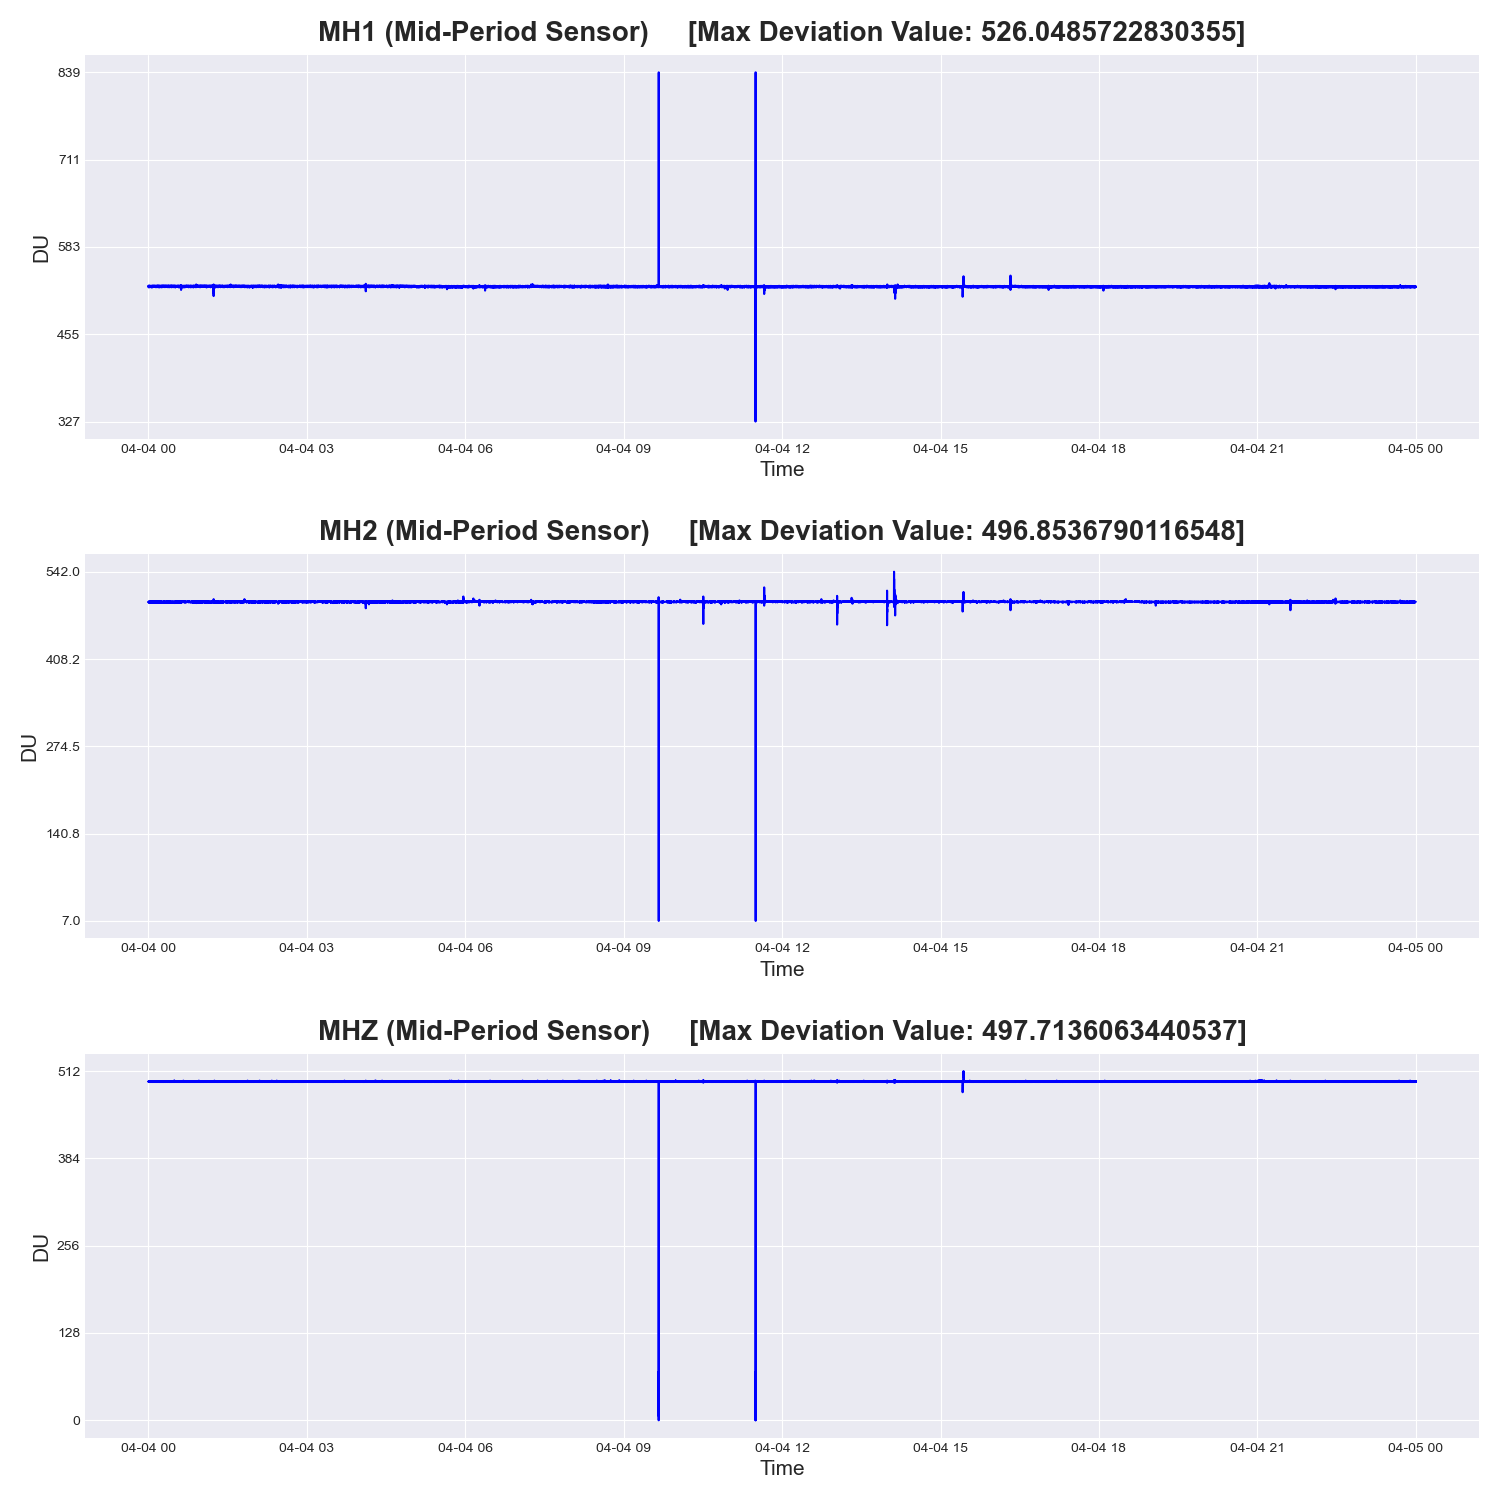 MH1 (Mid-Period Sensor) [Max Deviation Value: 526.0485722830355]
839
711
583
455
327
DU
04-04 00 04-04 03 04-04 06 04-04 09 04-04 12 04-04 15 04-04 18 04-04 21 04-05 00
Time
MH2 (Mid-Period Sensor) [Max Deviation Value: 496.8536790116548]
542.0
408.2
274.5
140.8
7.0
DU
04-04 00 04-04 03 04-04 06 04-04 09 04-04 12 04-04 15 04-04 18 04-04 21 04-05 00
Time
MHZ (Mid-Period Sensor) [Max Deviation Value: 497.7136063440537]
512
384
256
128
0
DU
04-04 00 04-04 03 04-04 06 04-04 09 04-04 12 04-04 15 04-04 18 04-04 21 04-05 00
Time